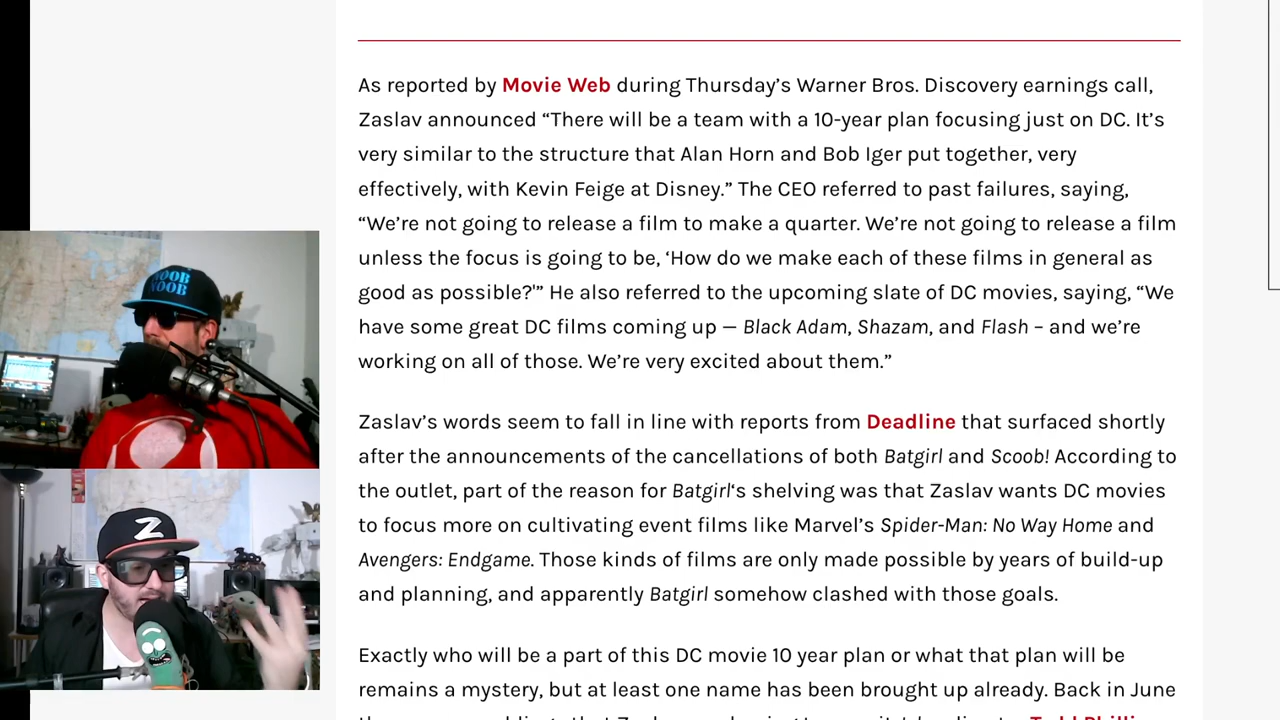 As reported by Movie Web during Thursday’s Warner Bros. Discovery earnings call,
Zaslav announced “There will be a team with a 10-year plan focusing just on DC. It’s
very similar to the structure that Alan Horn and Bob Iger put together, very
effectively, with Kevin Feige at Disney.” The CEO referred to past failures, saying,
“We’re not going to release a film to make a quarter. We’re not going to release a film
unless the focus is going to be, ‘How do we make each of these films in general as
good as possible?'” He also referred to the upcoming slate of DC movies, saying, “We
have some great DC films coming up — Black Adam, Shazam, and Flash – and we’re
working on all of those. We’re very excited about them.”
Zaslav’s words seem to fall in line with reports from Deadline that surfaced shortly
after the announcements of the cancellations of both Batgirl and Scoob! According to
the outlet, part of the reason for Batgirl‘s shelving was that Zaslav wants DC movies
to focus more on cultivating event films like Marvel’s Spider-Man: No Way Home and
Avengers: Endgame. Those kinds of films are only made possible by years of build-up
and planning, and apparently Batgirl somehow clashed with those goals.
Exactly who will be a part of this DC movie 10 year plan or what that plan will be
remains a mystery, but at least one name has been brought up already. Back in June
NOOB
NOOB
Z